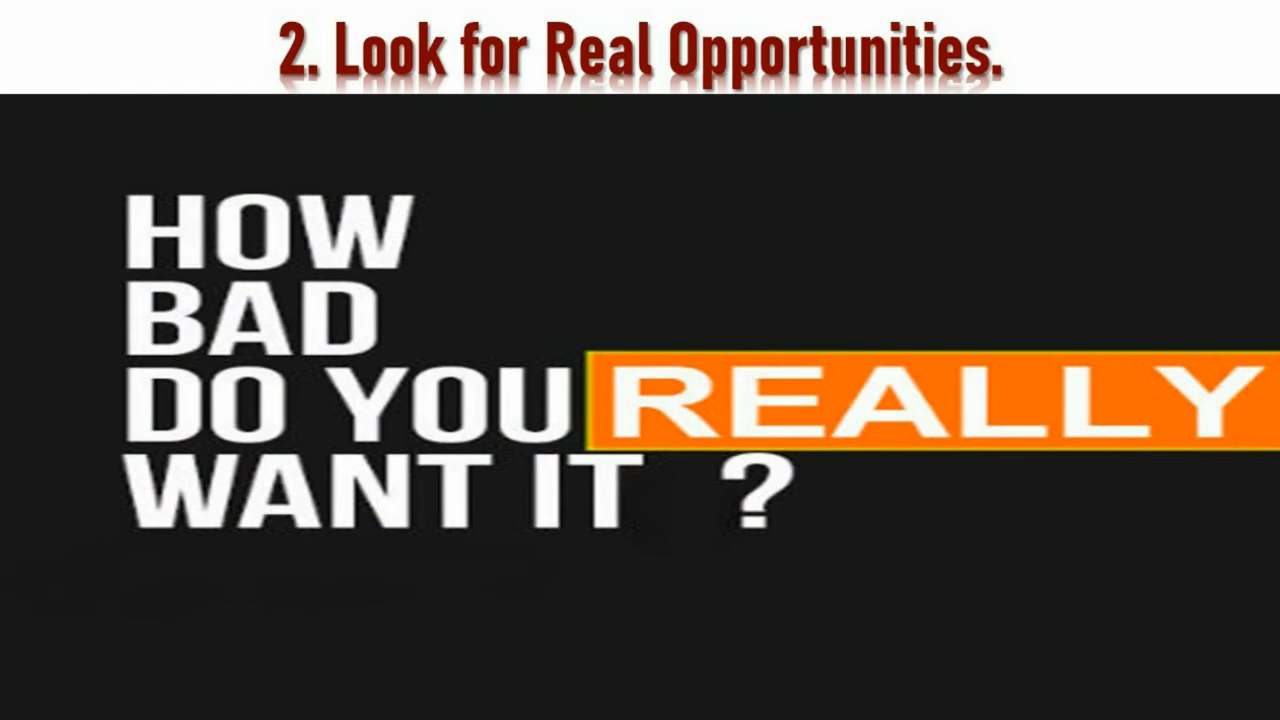 2. Look for Real Opportunities.
HOW
BAD
DO YOU REALLY
WANT IT ?